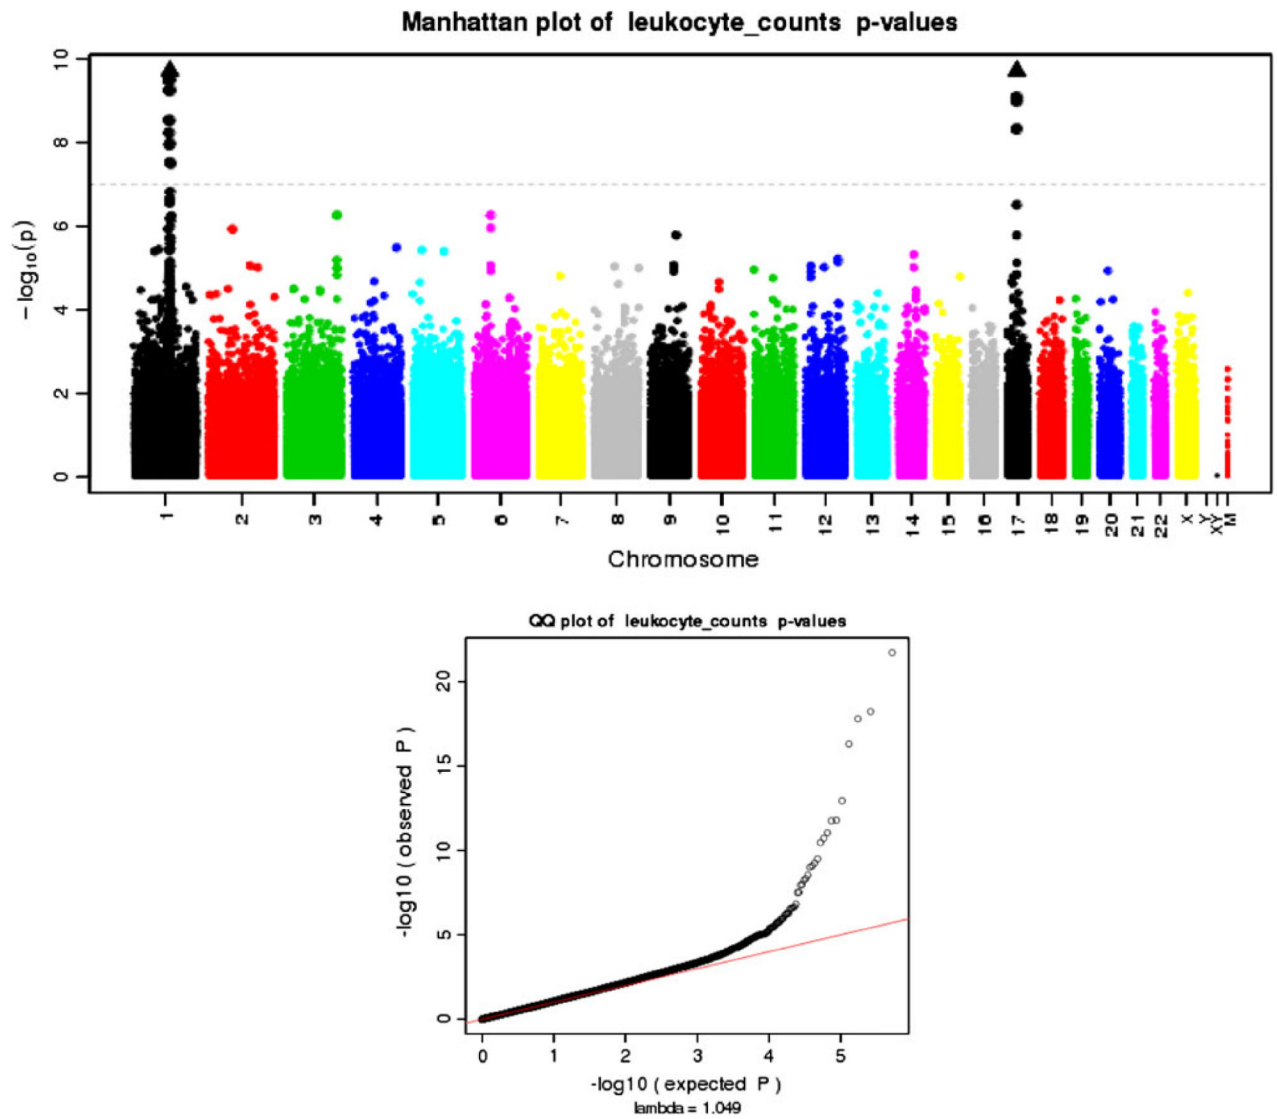 Manhattan plot of leukocyte_counts p-values
10
8
6
4
2
0
−log₁₀(p)
1 2 3 4 5 6 7 8 9 10 11 12 13 14 15 16 17 18 19 20 21 22 X Y XY M
Chromosome
QQ plot of leukocyte_counts p-values
20
15
10
5
0
-log10 ( observed P )
0 1 2 3 4 5
-log10 ( expected P )
lambda = 1.049